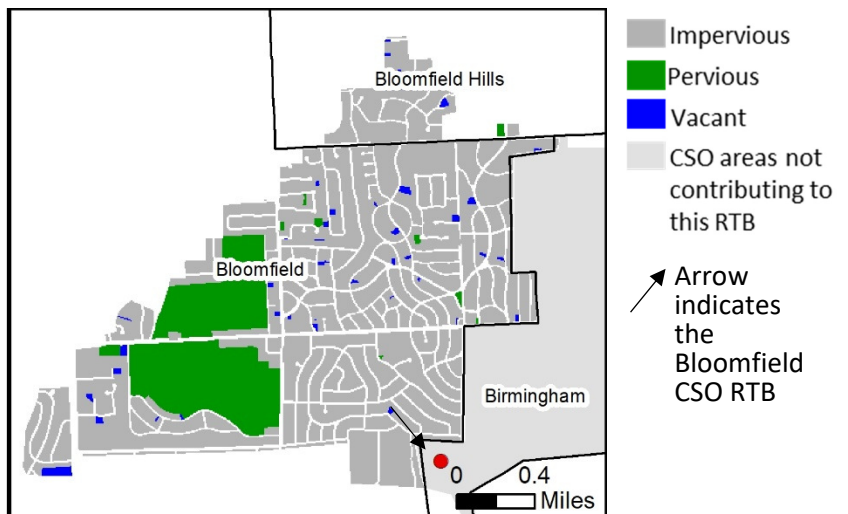 Bloomfield Hills
Bloomfield
Birmingham
0 0.4
Miles
Impervious
Pervious
Vacant
CSO areas not
contributing to
this RTB
Arrow
indicates
the
Bloomfield
CSO RTB